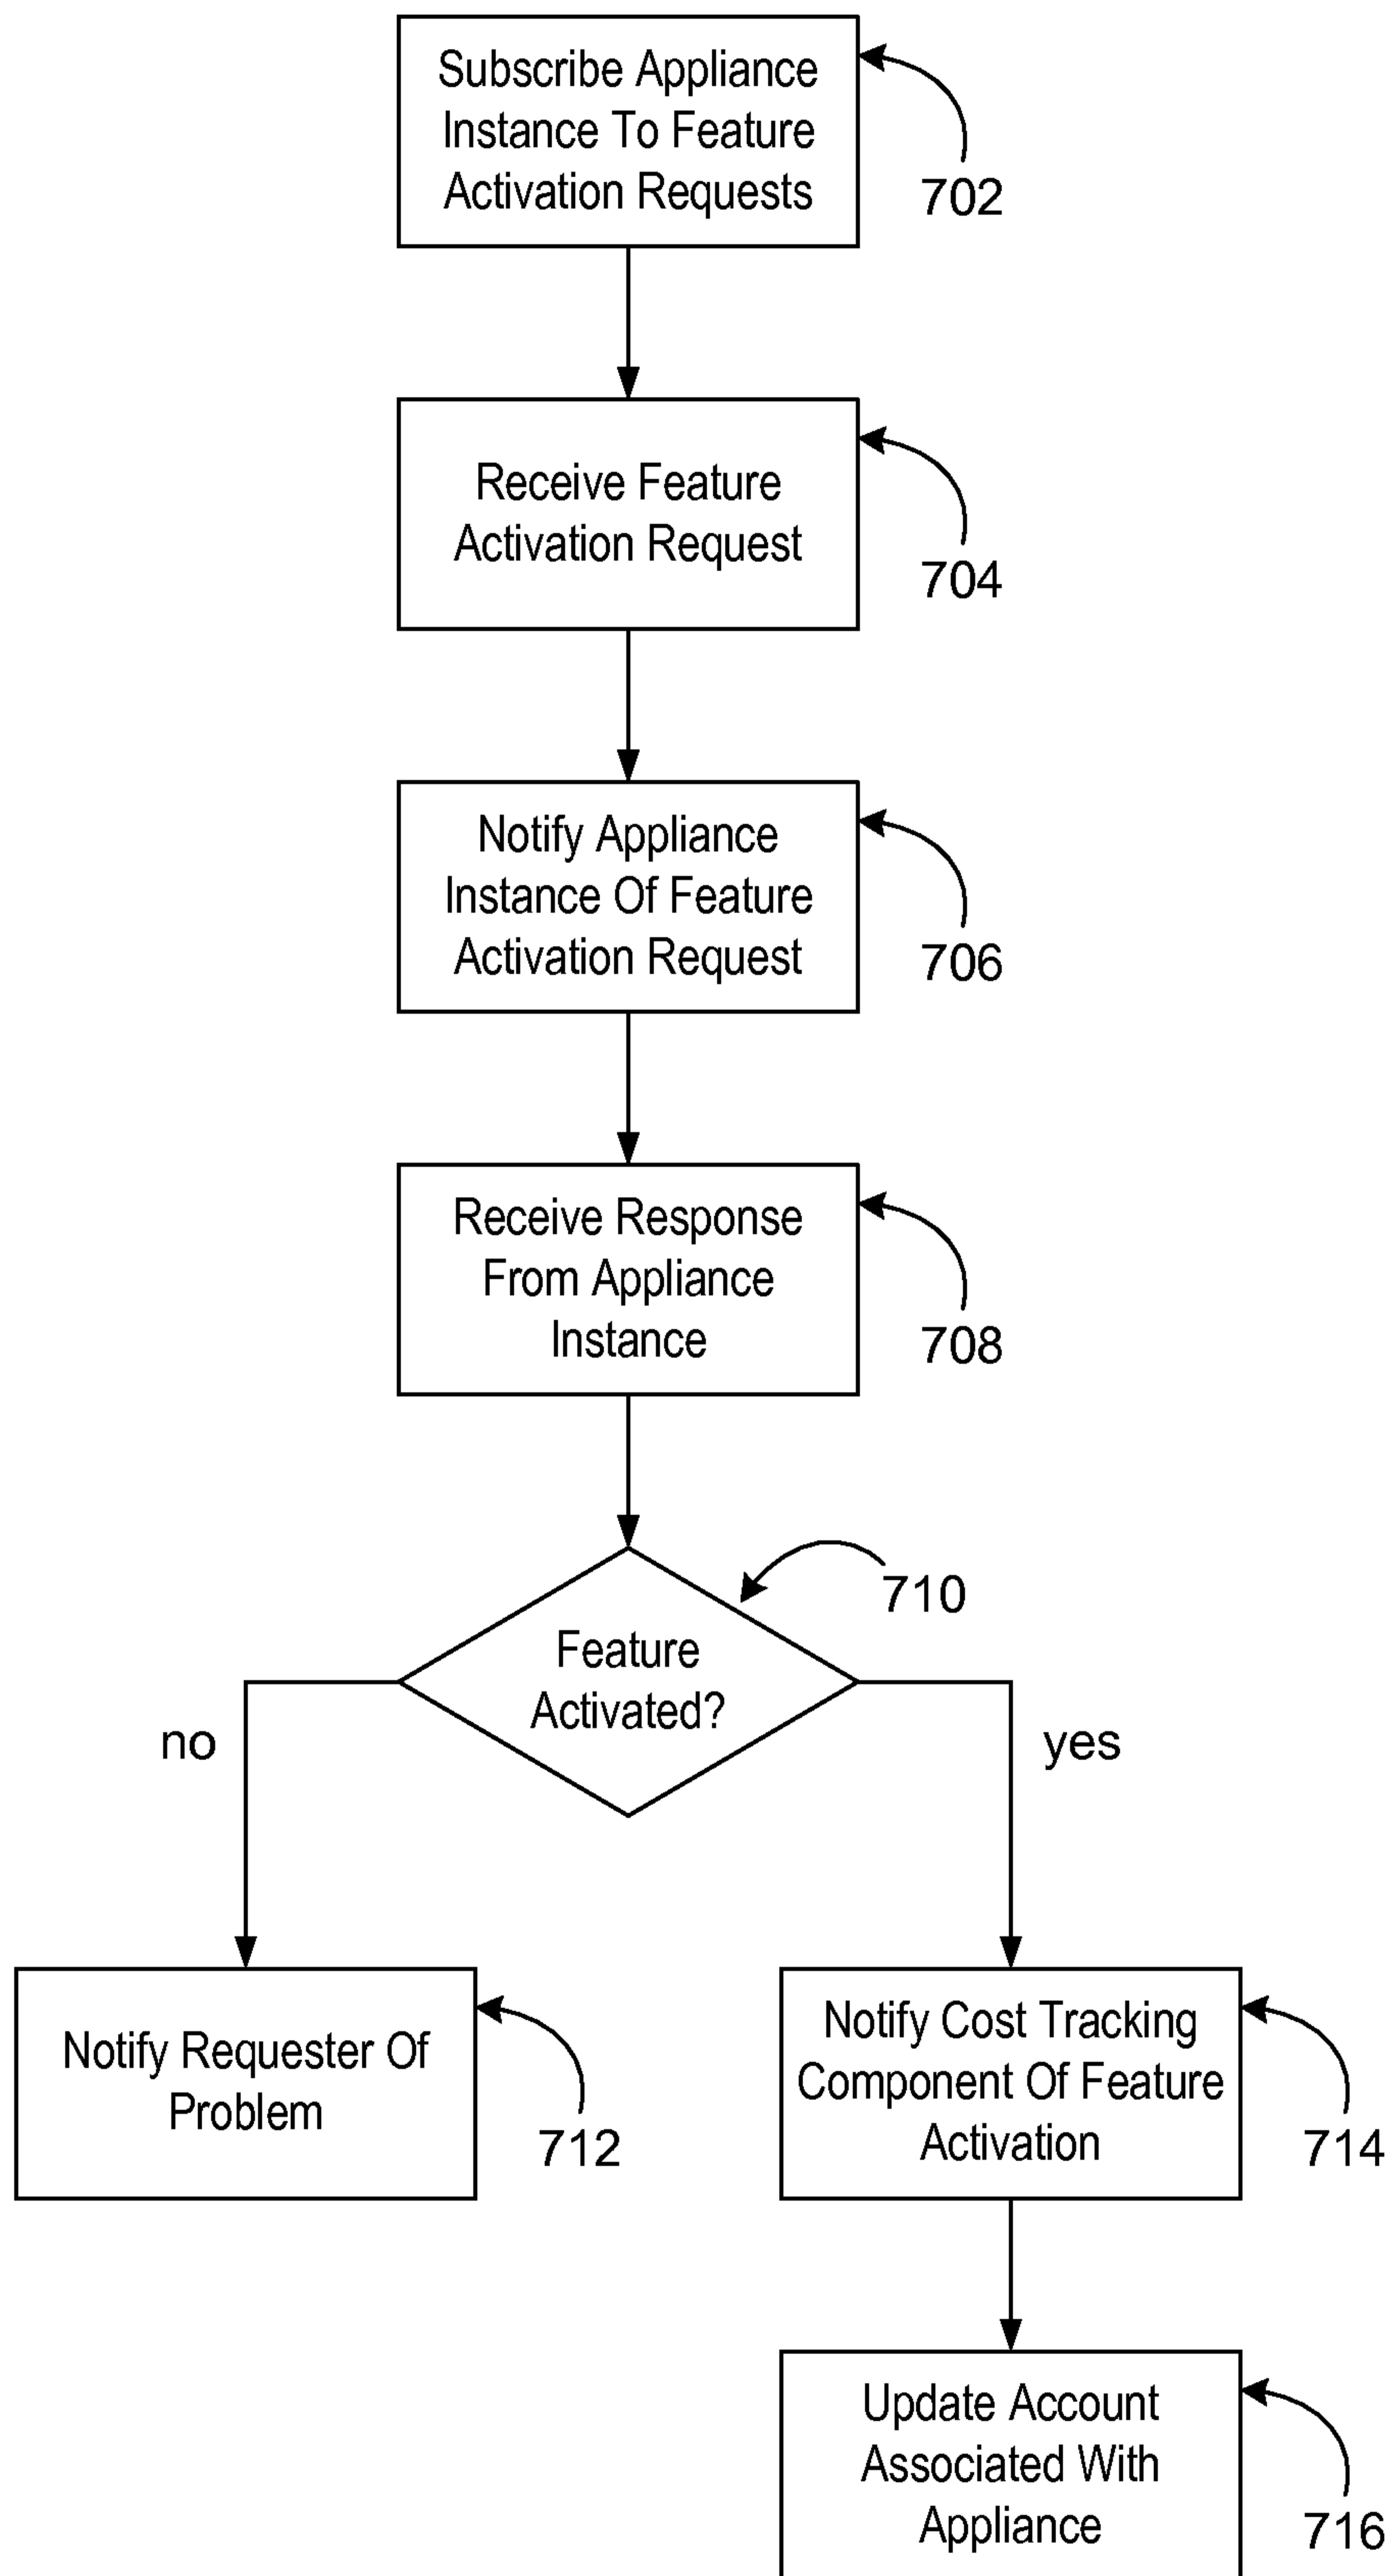 Subscribe Appliance
Instance To Feature
Activation Requests
702
Receive Feature
Activation Request
704
Notify Appliance
Instance Of Feature
Activation Request
706
Receive Response
From Appliance
Instance
708
710
Feature
Activated?
no
yes
Notify Requester Of
Problem
712
Notify Cost Tracking
Component Of Feature
Activation
714
Update Account
Associated With
Appliance
716